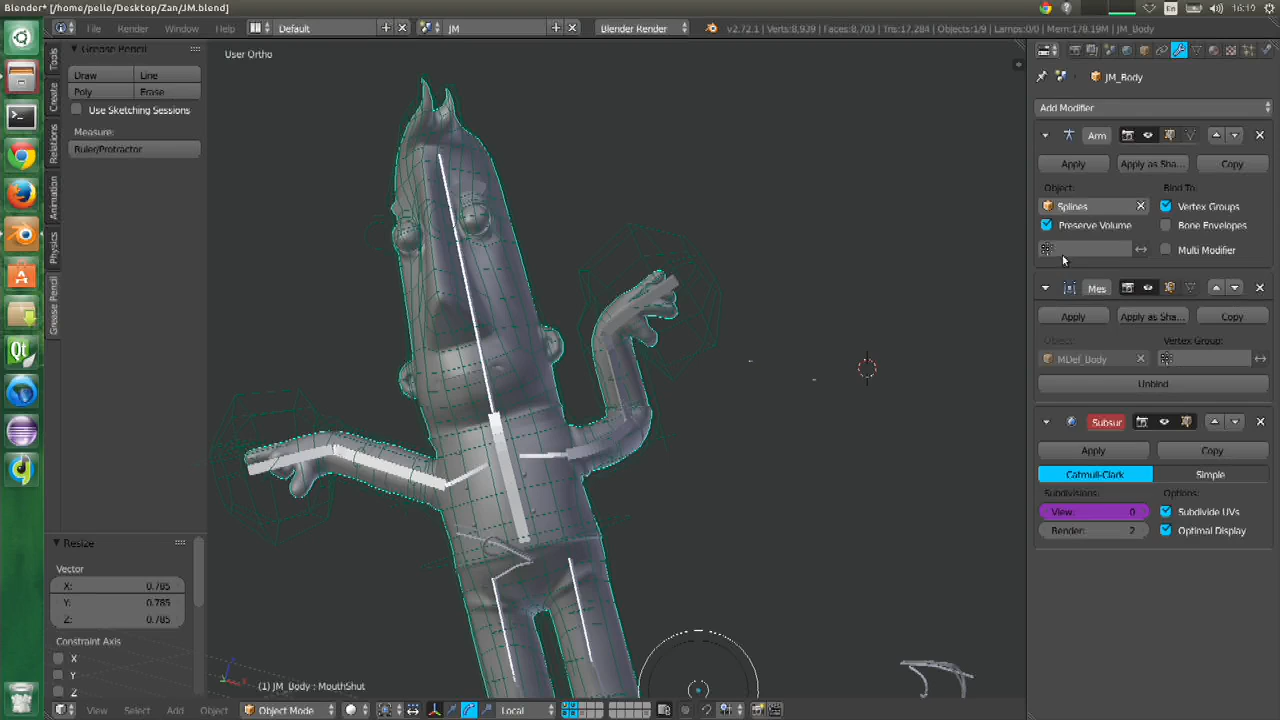 Blender* [/home/pelle/Desktop/Zan/JM.blend]
En
16:19
File Render Window Help Default JM Blender Render v2.72.1 | Verts:8,939 | Faces:8,703 | Tris:17,284 | Objects:1/9 | Lamps:0/0 | Mem:178.19M | JM_Body
Grease Pencil
Draw Line
Poly Erase
Use Sketching Sessions
Measure:
Ruler/Protractor
Tools
Create
Relations
Animation
Physics
Grease Pencil
User Ortho
Resize
Vector
X: 0.785
Y: 0.785
Z: 0.785
Constraint Axis
X
Y
Z
(1) JM_Body : MouthShut
View Select Add Object Object Mode Local
JM_Body
Add Modifier
Arm
Apply Apply as Sha... Copy
Object: Bind To:
Splines Vertex Groups
Preserve Volume Bone Envelopes
Multi Modifier
Mes
Apply Apply as Sha... Copy
Object: Vertex Group:
MDef_Body
Unbind
Subsur
Apply Copy
Catmull-Clark Simple
Subdivisions: Options:
View: 0 Subdivide UVs
Render: 2 Optimal Display